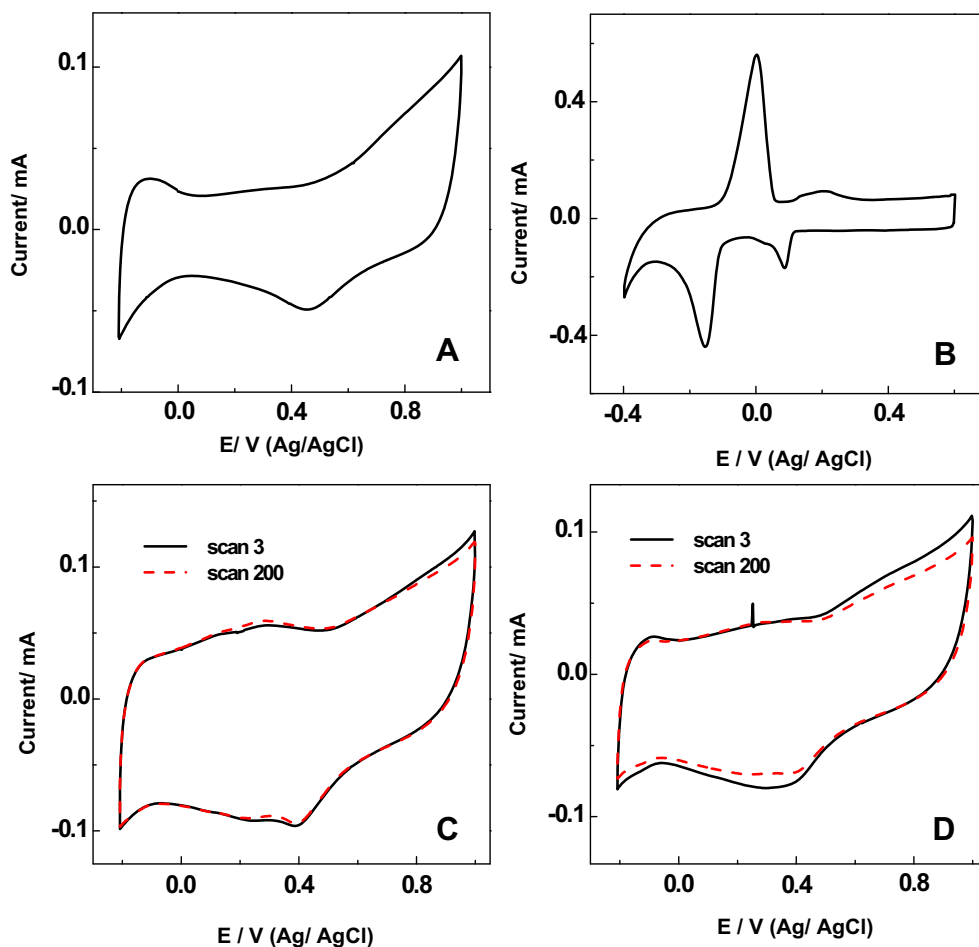 0.1
0.0
-0.1
Current/ mA
0.0 0.4 0.8
E/ V (Ag/AgCl)
A
0.4
0.0
-0.4
Current/ mA
-0.4 0.0 0.4
E / V (Ag/ AgCl)
B
0.1
0.0
-0.1
Current/ mA
scan 3
scan 200
0.0 0.4 0.8
E / V (Ag/ AgCl)
C
0.1
0.0
-0.1
Current/ mA
scan 3
scan 200
0.0 0.4 0.8
E / V (Ag/ AgCl)
D